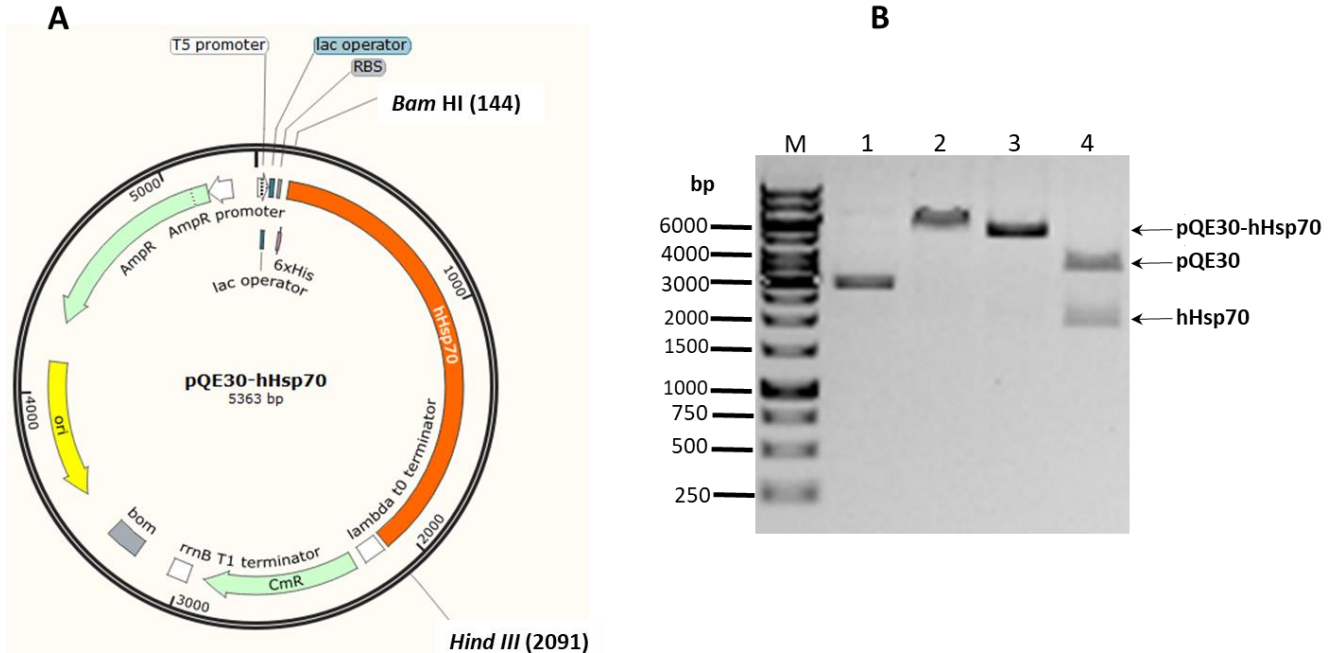 A
T5 promoter
lac operator
RBS
Bam HI (144)
5000
AmpR promoter
AmpR
lac operator
6xHis
1000
hHsp70
pQE30-hHsp70
5363 bp
4000
ori
bom
rrnB T1 terminator
CmR
lambda t0 terminator
2000
3000
Hind III (2091)
B
M 1 2 3 4
bp
6000
4000
3000
2000
1500
1000
750
500
250
pQE30-hHsp70
pQE30
hHsp70